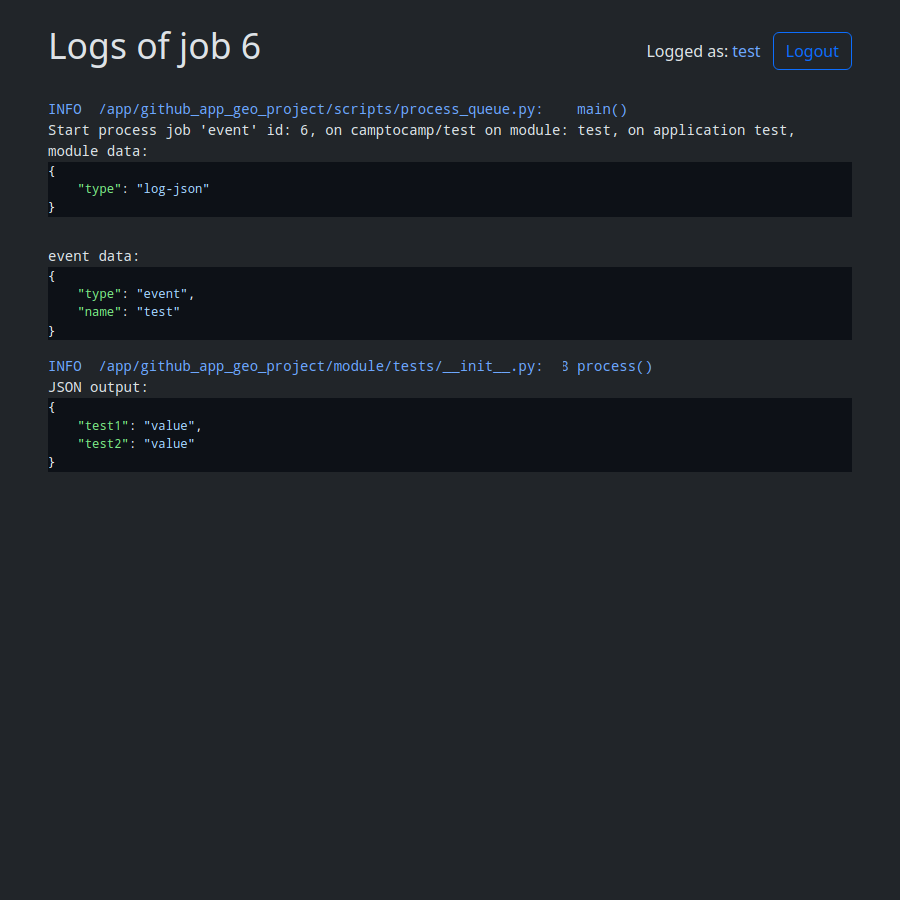 Logs of job 6
Logged as: test Logout
INFO /app/github_app_geo_project/scripts/process_queue.py: main()
Start process job 'event' id: 6, on camptocamp/test on module: test, on application test,
module data:
{
    "type": "log-json"
}
event data:
{
    "type": "event",
    "name": "test"
}
INFO /app/github_app_geo_project/module/tests/__init__.py: process()
JSON output:
{
    "test1": "value",
    "test2": "value"
}